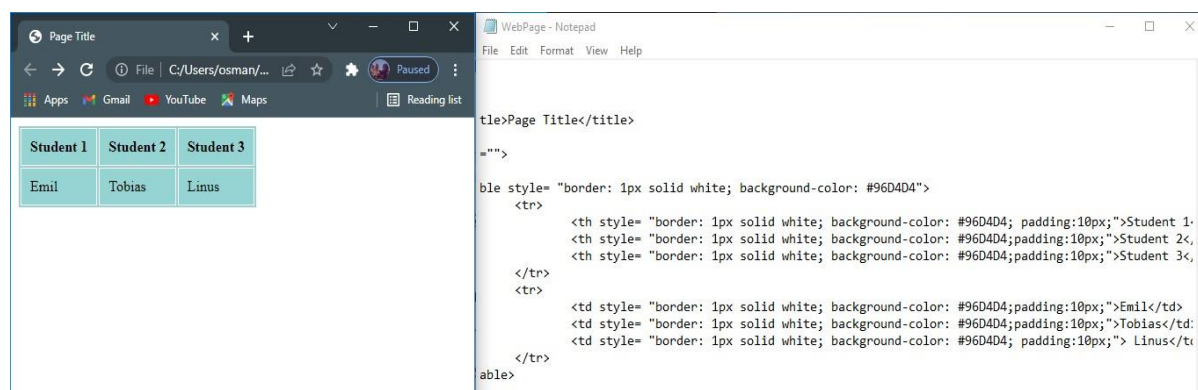 Page Title
File | C:/Users/osman/... Paused
Apps Gmail YouTube Maps Reading list
Student 1 Student 2 Student 3
Emil Tobias Linus
WebPage - Notepad
File Edit Format View Help
tle>Page Title</title>
="">
ble style= "border: 1px solid white; background-color: #96D4D4">
<tr>
<th style= "border: 1px solid white; background-color: #96D4D4; padding:10px;">Student 1<
<th style= "border: 1px solid white; background-color: #96D4D4;padding:10px;">Student 2</
<th style= "border: 1px solid white; background-color: #96D4D4;padding:10px;">Student 3</
</tr>
<tr>
<td style= "border: 1px solid white; background-color: #96D4D4;padding:10px;">Emil</td>
<td style= "border: 1px solid white; background-color: #96D4D4;padding:10px;">Tobias</td>
<td style= "border: 1px solid white; background-color: #96D4D4; padding:10px;"> Linus</td
</tr>
able>